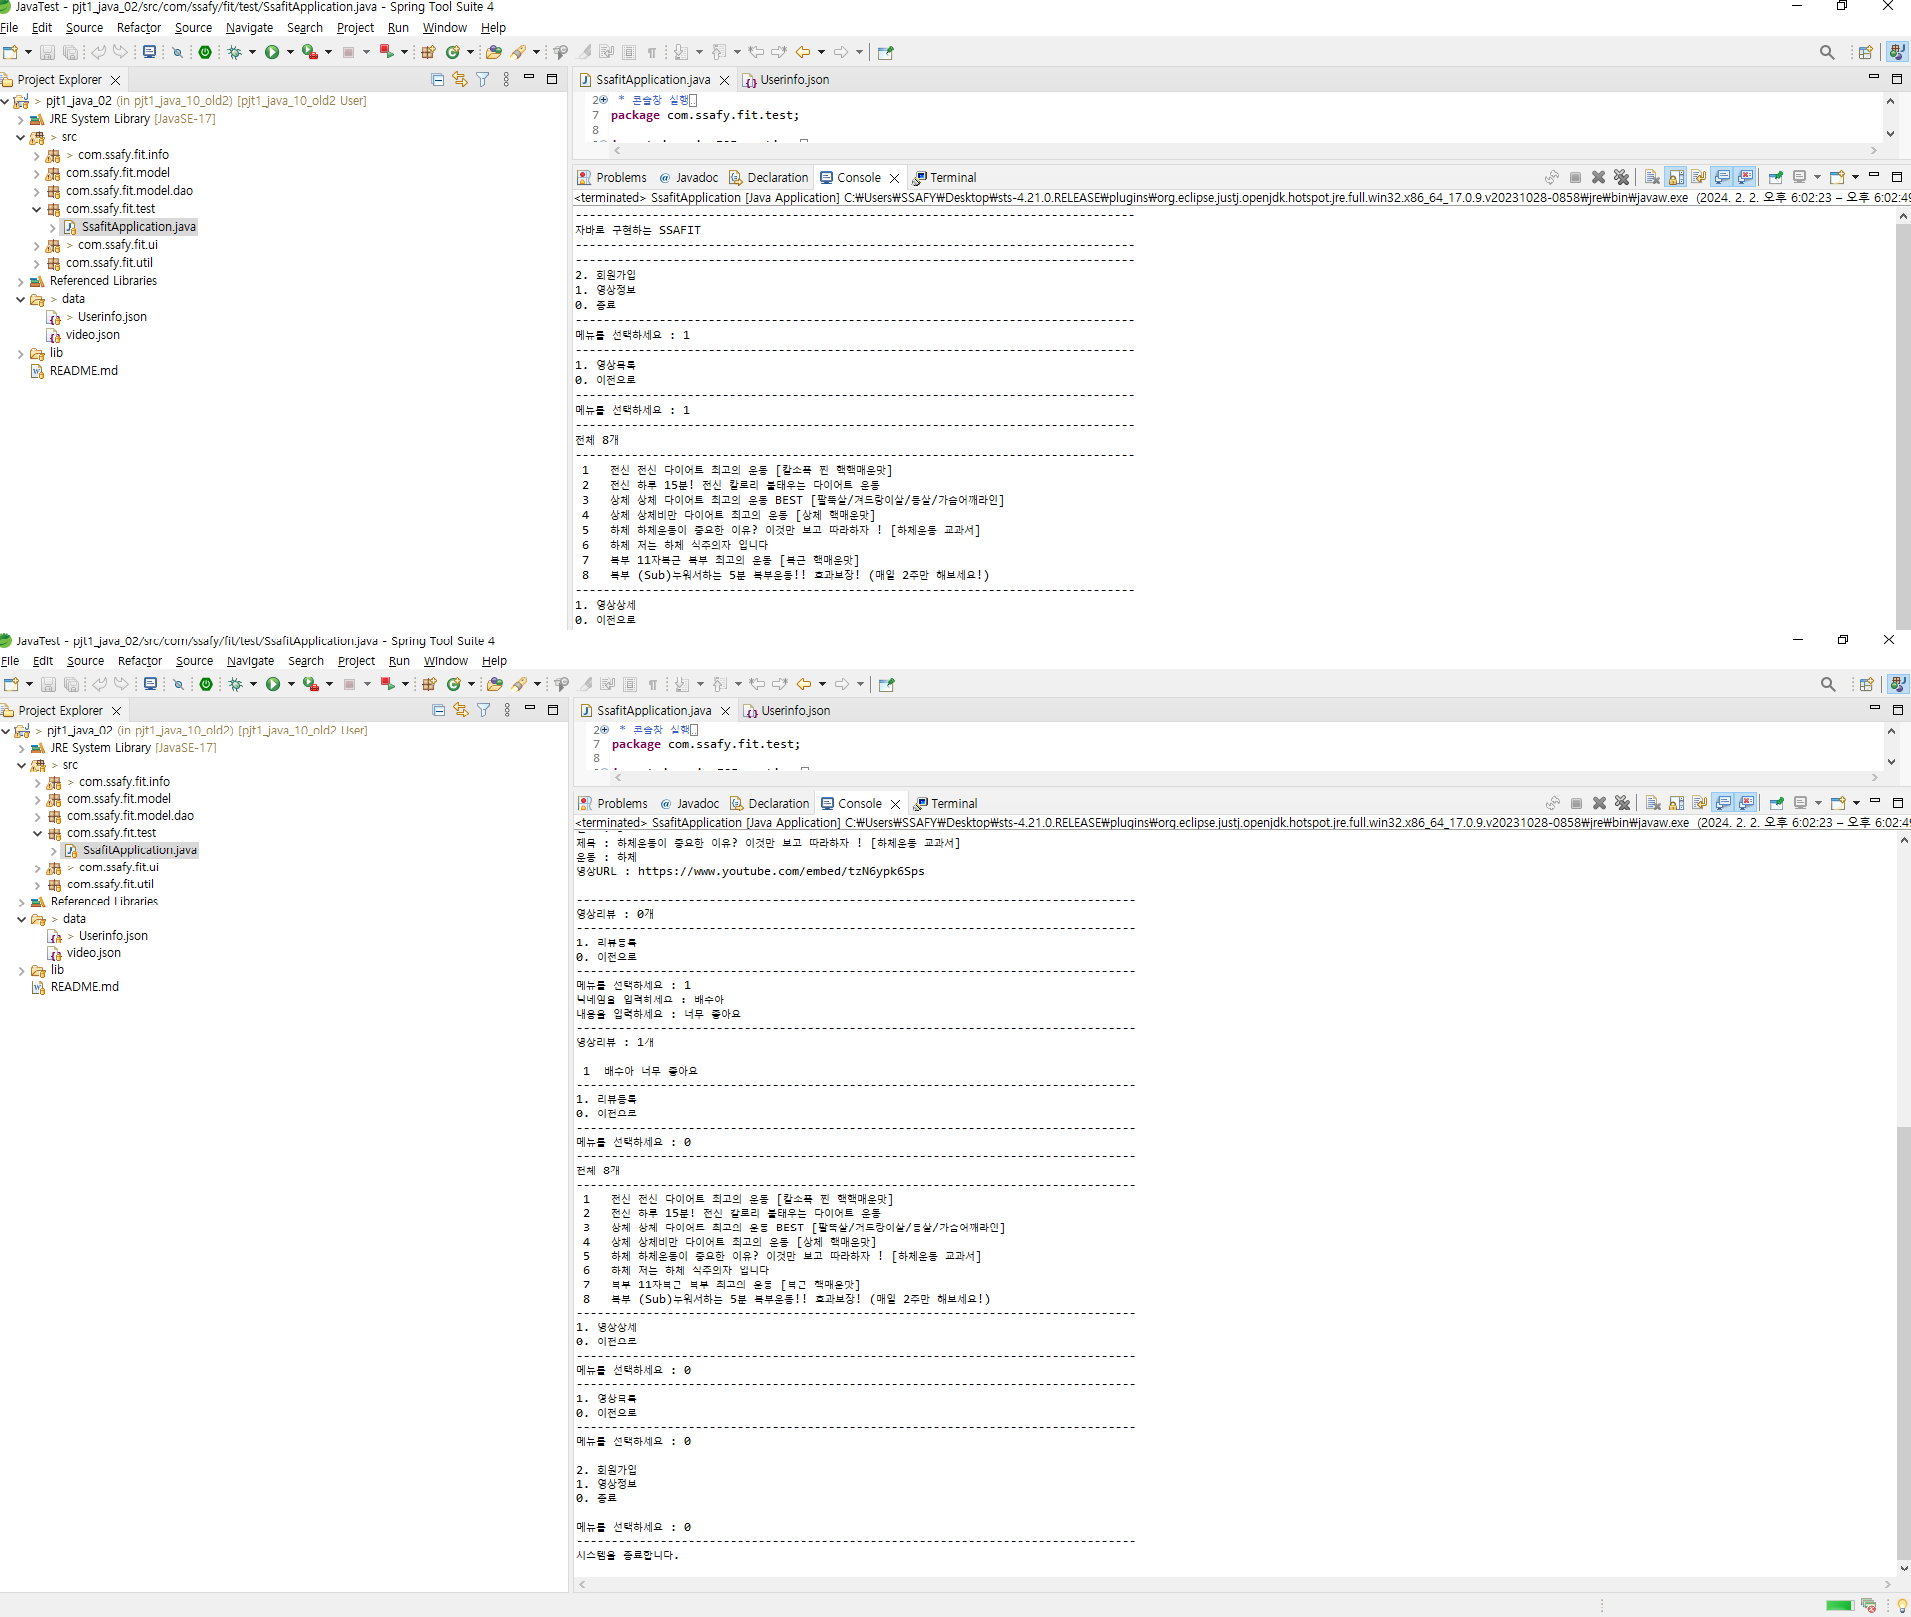 JavaTest - pjt1_java_02/src/com/ssafy/fit/test/SsafitApplication.java - Spring Tool Suite 4
File Edit Source Refactor Source Navigate Search Project Run Window Help
Project Explorer
> pjt1_java_02 (in pjt1_java_10_old2) [pjt1_java_10_old2 User]
JRE System Library [JavaSE-17]
> src
> com.ssafy.fit.info
com.ssafy.fit.model
com.ssafy.fit.model.dao
com.ssafy.fit.test
SsafitApplication.java
> com.ssafy.fit.ui
com.ssafy.fit.util
Referenced Libraries
> data
> Userinfo.json
video.json
lib
README.md
SsafitApplication.java Userinfo.json
2 * 콘솔창 실행
7 package com.ssafy.fit.test;
8
Problems Javadoc Declaration Console Terminal
<terminated> SsafitApplication [Java Application] C:₩Users₩SSAFY₩Desktop₩sts-4.21.0.RELEASE₩plugins₩org.eclipse.justj.openjdk.hotspot.jre.full.win32.x86_64_17.0.9.v20231028-0858₩jre₩bin₩javaw.exe (2024. 2. 2. 오후 6:02:23 – 오후 6:02:49
--------------------------------------------------------------------------------
자바로 구현하는 SSAFIT
--------------------------------------------------------------------------------
--------------------------------------------------------------------------------
2. 회원가입
1. 영상정보
0. 종료
--------------------------------------------------------------------------------
메뉴를 선택하세요 : 1
--------------------------------------------------------------------------------
1. 영상목록
0. 이전으로
--------------------------------------------------------------------------------
메뉴를 선택하세요 : 1
--------------------------------------------------------------------------------
전체 8개
--------------------------------------------------------------------------------
1 전신 전신 다이어트 최고의 운동 [칼소폭 찐 핵핵매운맛]
2 전신 하루 15분! 전신 칼로리 불태우는 다이어트 운동
3 상체 상체 다이어트 최고의 운동 BEST [팔뚝살/겨드랑이살/등살/가슴어깨라인]
4 상체 상체비만 다이어트 최고의 운동 [상체 핵매운맛]
5 하체 하체운동이 중요한 이유? 이것만 보고 따라하자 ! [하체운동 교과서]
6 하체 저는 하체 식주의자 입니다
7 복부 11자복근 복부 최고의 운동 [복근 핵매운맛]
8 복부 (Sub)누워서하는 5분 복부운동!! 효과보장! (매일 2주만 해보세요!)
--------------------------------------------------------------------------------
1. 영상상세
0. 이전으로
JavaTest - pjt1_java_02/src/com/ssafy/fit/test/SsafitApplication.java - Spring Tool Suite 4
File Edit Source Refactor Source Navigate Search Project Run Window Help
Project Explorer
> pjt1_java_02 (in pjt1_java_10_old2) [pjt1_java_10_old2 User]
JRE System Library [JavaSE-17]
> src
> com.ssafy.fit.info
com.ssafy.fit.model
com.ssafy.fit.model.dao
com.ssafy.fit.test
SsafitApplication.java
> com.ssafy.fit.ui
com.ssafy.fit.util
Referenced Libraries
> data
> Userinfo.json
video.json
lib
README.md
SsafitApplication.java Userinfo.json
2 * 콘솔창 실행
7 package com.ssafy.fit.test;
8
Problems Javadoc Declaration Console Terminal
<terminated> SsafitApplication [Java Application] C:₩Users₩SSAFY₩Desktop₩sts-4.21.0.RELEASE₩plugins₩org.eclipse.justj.openjdk.hotspot.jre.full.win32.x86_64_17.0.9.v20231028-0858₩jre₩bin₩javaw.exe (2024. 2. 2. 오후 6:02:23 – 오후 6:02:49
제목 : 하체운동이 중요한 이유? 이것만 보고 따라하자 ! [하체운동 교과서]
운동 : 하체
영상URL : https://www.youtube.com/embed/tzN6ypk6Sps
--------------------------------------------------------------------------------
영상리뷰 : 0개
--------------------------------------------------------------------------------
1. 리뷰등록
0. 이전으로
--------------------------------------------------------------------------------
메뉴를 선택하세요 : 1
닉네임을 입력하세요 : 배수아
내용을 입력하세요 : 너무 좋아요
--------------------------------------------------------------------------------
영상리뷰 : 1개
1 배수아 너무 좋아요
--------------------------------------------------------------------------------
1. 리뷰등록
0. 이전으로
--------------------------------------------------------------------------------
메뉴를 선택하세요 : 0
--------------------------------------------------------------------------------
전체 8개
--------------------------------------------------------------------------------
1 전신 전신 다이어트 최고의 운동 [칼소폭 찐 핵핵매운맛]
2 전신 하루 15분! 전신 칼로리 불태우는 다이어트 운동
3 상체 상체 다이어트 최고의 운동 BEST [팔뚝살/겨드랑이살/등살/가슴어깨라인]
4 상체 상체비만 다이어트 최고의 운동 [상체 핵매운맛]
5 하체 하체운동이 중요한 이유? 이것만 보고 따라하자 ! [하체운동 교과서]
6 하체 저는 하체 식주의자 입니다
7 복부 11자복근 복부 최고의 운동 [복근 핵매운맛]
8 복부 (Sub)누워서하는 5분 복부운동!! 효과보장! (매일 2주만 해보세요!)
--------------------------------------------------------------------------------
1. 영상상세
0. 이전으로
--------------------------------------------------------------------------------
메뉴를 선택하세요 : 0
--------------------------------------------------------------------------------
1. 영상목록
0. 이전으로
--------------------------------------------------------------------------------
메뉴를 선택하세요 : 0
2. 회원가입
1. 영상정보
0. 종료
메뉴를 선택하세요 : 0
--------------------------------------------------------------------------------
시스템을 종료합니다.